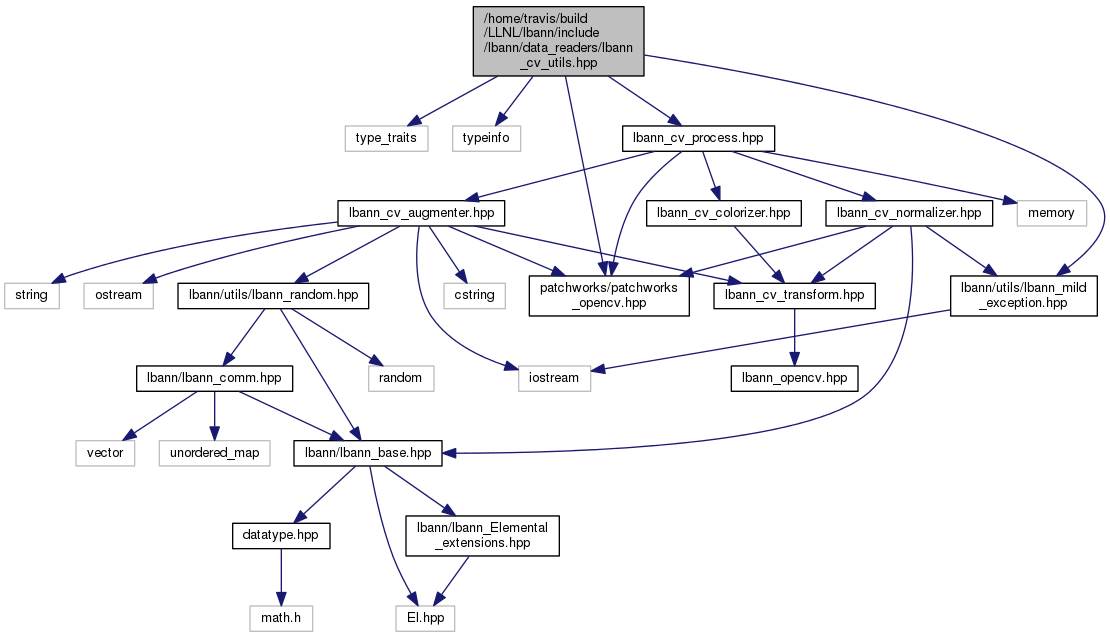 /home/travis/build
/LLNL/lbann/include
/lbann/data_readers/lbann
_cv_utils.hpp
type_traits
typeinfo
lbann_cv_process.hpp
lbann_cv_augmenter.hpp
lbann_cv_colorizer.hpp
lbann_cv_normalizer.hpp
memory
string
ostream
lbann/utils/lbann_random.hpp
cstring
patchworks/patchworks
_opencv.hpp
lbann_cv_transform.hpp
lbann/utils/lbann_mild
_exception.hpp
lbann/lbann_comm.hpp
random
iostream
lbann_opencv.hpp
vector
unordered_map
lbann/lbann_base.hpp
datatype.hpp
lbann/lbann_Elemental
_extensions.hpp
math.h
El.hpp